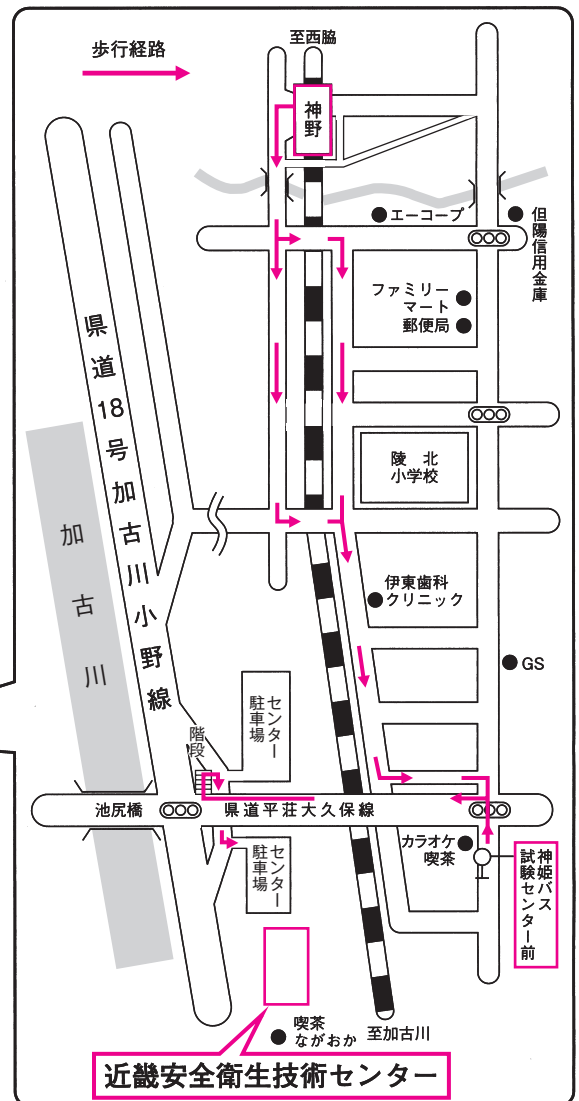 歩行経路
至西脇
神野
エーコープ
但陽信用金庫
ファミリー
マート
郵便局
県道18号加古川小野線
陵北
小学校
加古川
伊東歯科
クリニック
GS
センター
駐車場
階段
池尻橋
県道平荘大久保線
センター
駐車場
カラオケ
喫茶
神姫バス
試験センター前
喫茶
ながおか
至加古川
近畿安全衛生技術センター